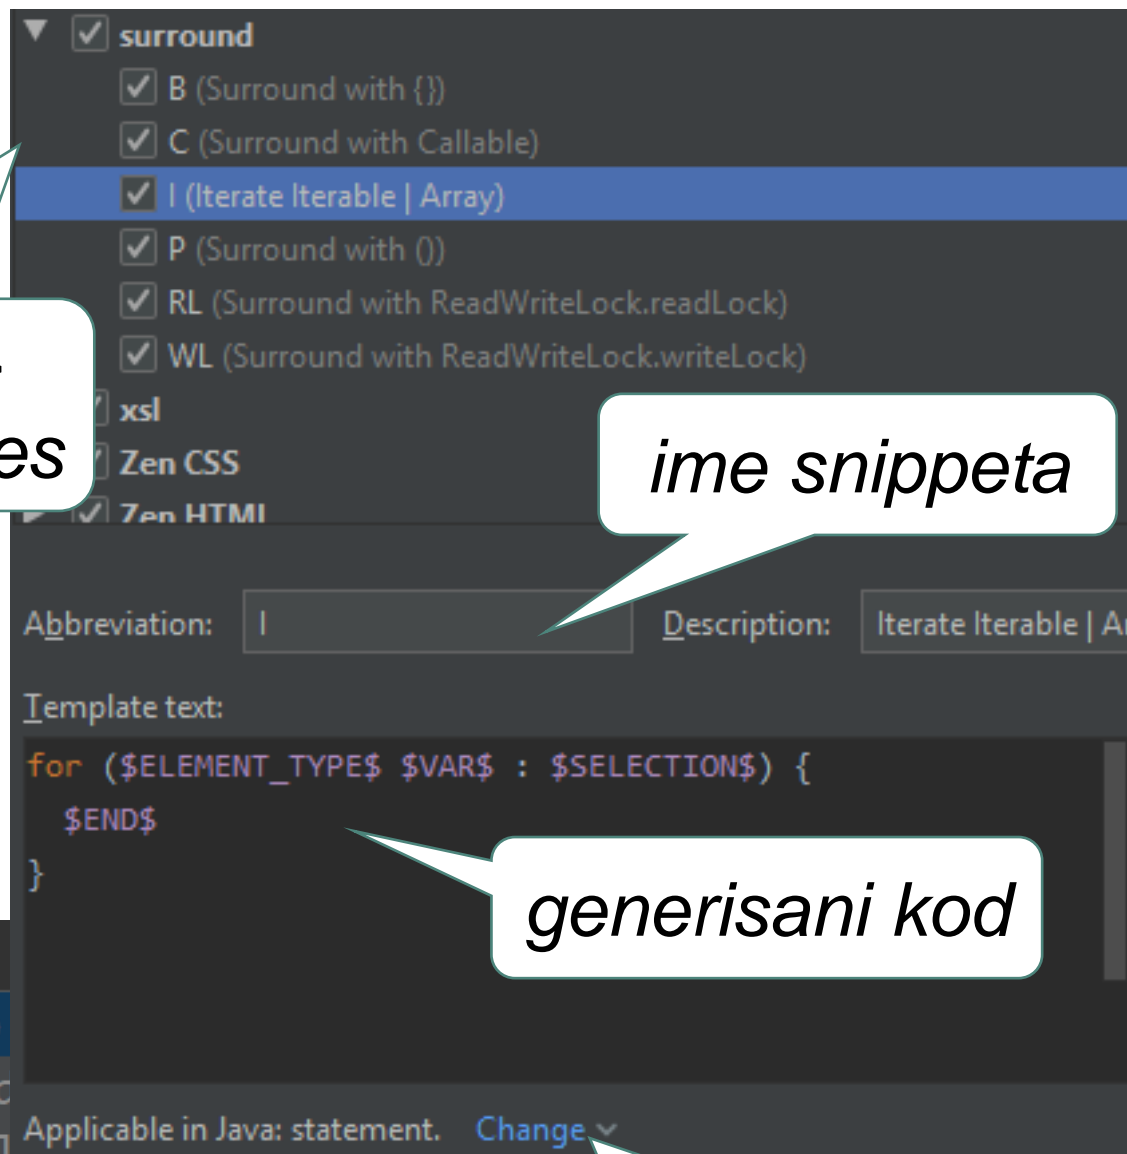 surround
B (Surround with {})
C (Surround with Callable)
I (Iterate Iterable | Array)
P (Surround with ())
RL (Surround with ReadWriteLock.readLock)
WL (Surround with ReadWriteLock.writeLock)
xsl
Zen CSS
Zen HTML
es
ime snippeta
Abbreviation: I Description: Iterate Iterable |
Template text:
for ($ELEMENT_TYPE$ $VAR$ : $SELECTION$) {
$END$
}
generisani kod
Applicable in Java: statement. Change